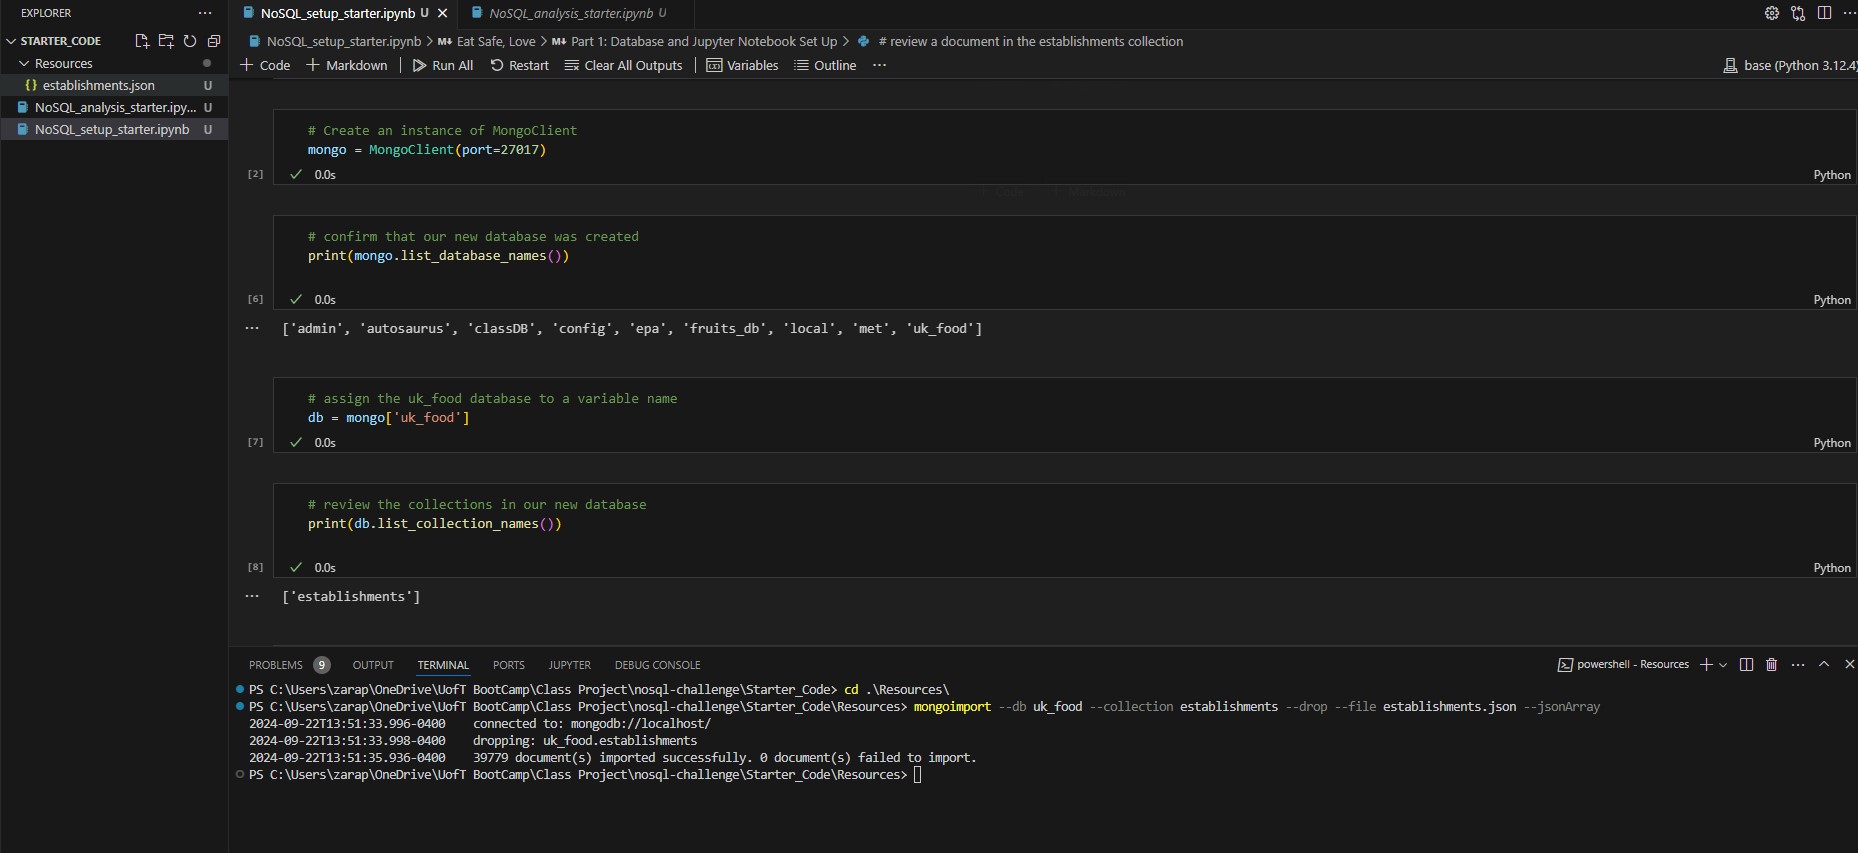 EXPLORER ...
STARTER_CODE
Resources
{} establishments.json U
NoSQL_analysis_starter.ipy... U
NoSQL_setup_starter.ipynb U
NoSQL_setup_starter.ipynb U
NoSQL_analysis_starter.ipynb U
NoSQL_setup_starter.ipynb > M↓ Eat Safe, Love > M↓ Part 1: Database and Jupyter Notebook Set Up > # review a document in the establishments collection
+ Code + Markdown Run All Restart Clear All Outputs Variables Outline ...
base (Python 3.12.4)
# Create an instance of MongoClient
mongo = MongoClient(port=27017)
[2] 0.0s Python
# confirm that our new database was created
print(mongo.list_database_names())
[6] 0.0s Python
... ['admin', 'autosaurus', 'classDB', 'config', 'epa', 'fruits_db', 'local', 'met', 'uk_food']
# assign the uk_food database to a variable name
db = mongo['uk_food']
[7] 0.0s Python
# review the collections in our new database
print(db.list_collection_names())
[8] 0.0s Python
... ['establishments']
PROBLEMS 9 OUTPUT TERMINAL PORTS JUPYTER DEBUG CONSOLE
powershell - Resources
PS C:\Users\zarap\OneDrive\UofT BootCamp\Class Project\nosql-challenge\Starter_Code> cd .\Resources\
PS C:\Users\zarap\OneDrive\UofT BootCamp\Class Project\nosql-challenge\Starter_Code\Resources> mongoimport --db uk_food --collection establishments --drop --file establishments.json --jsonArray
2024-09-22T13:51:33.996-0400 connected to: mongodb://localhost/
2024-09-22T13:51:33.998-0400 dropping: uk_food.establishments
2024-09-22T13:51:35.936-0400 39779 document(s) imported successfully. 0 document(s) failed to import.
PS C:\Users\zarap\OneDrive\UofT BootCamp\Class Project\nosql-challenge\Starter_Code\Resources>